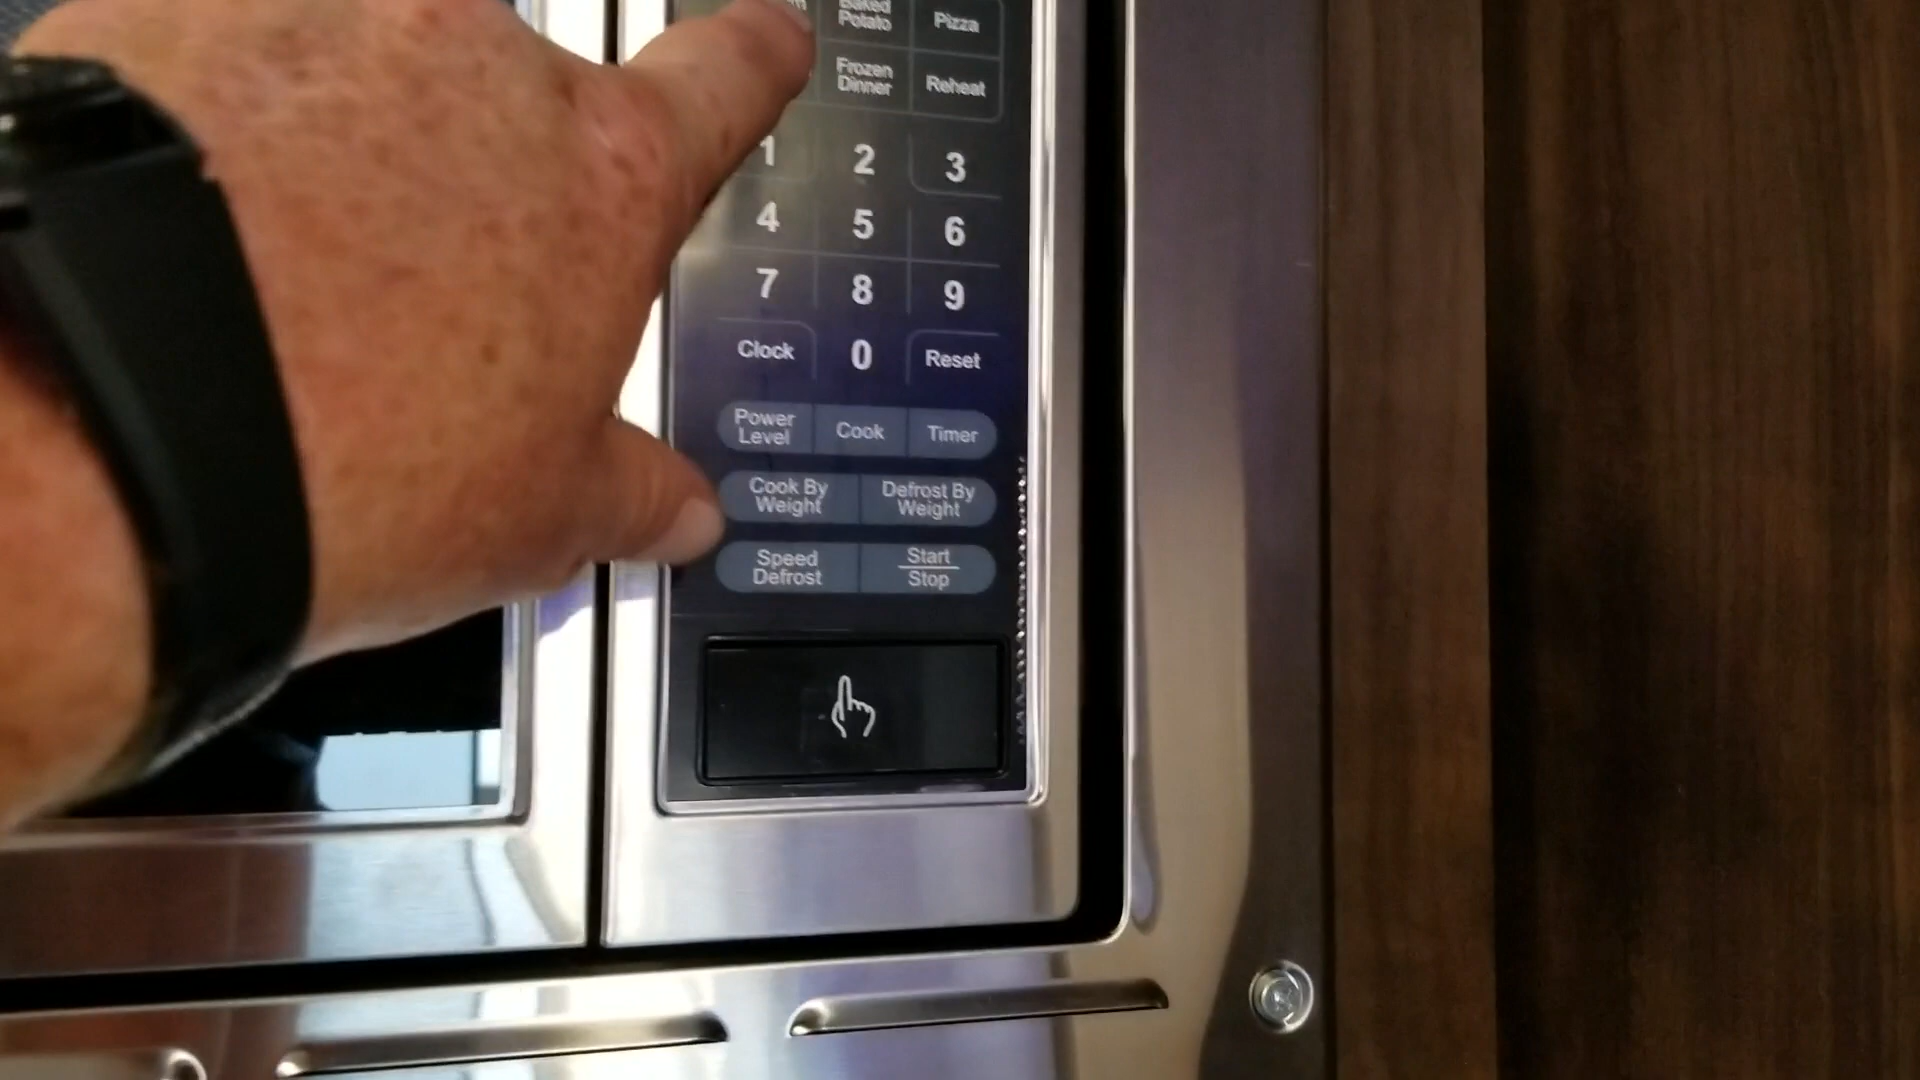 Baked
Potato
Pizza
Frozen
Dinner
Reheat
1 2 3
4 5 6
7 8 9
Clock 0 Reset
Power
Level
Cook
Timer
Cook By
Weight
Defrost By
Weight
Speed
Defrost
Start
Stop